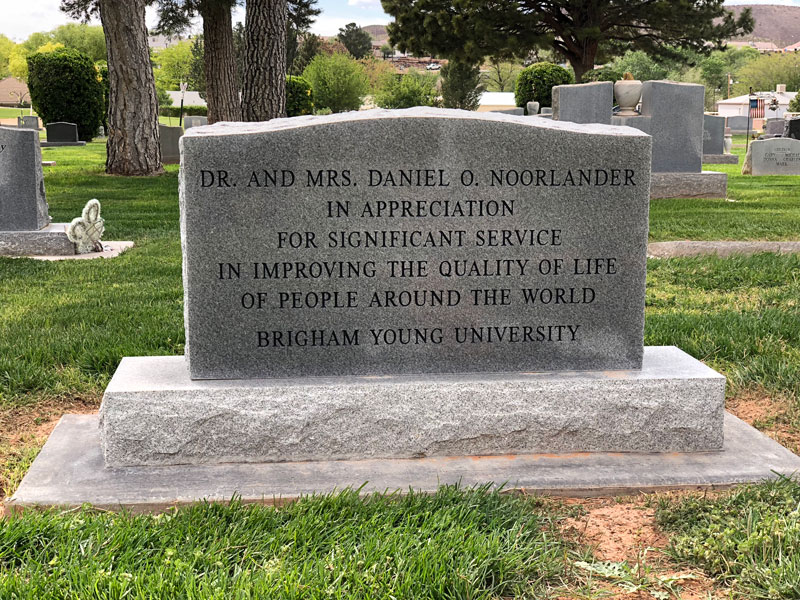 DR. AND MRS. DANIEL O. NOORLANDER
IN APPRECIATION
FOR SIGNIFICANT SERVICE
IN IMPROVING THE QUALITY OF LIFE
OF PEOPLE AROUND THE WORLD
BRIGHAM YOUNG UNIVERSITY